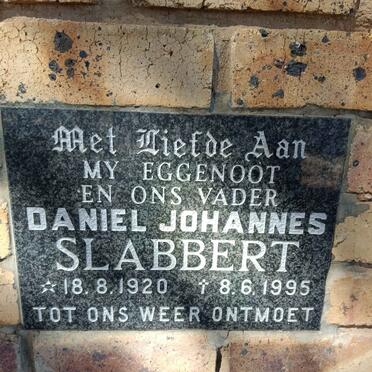 Met Liefde Aan
MY EGGENOOT
EN ONS VADER
DANIEL JOHANNES
SLABBERT
☆18.8.1920 †8.6.1995
TOT ONS WEER ONTMOET